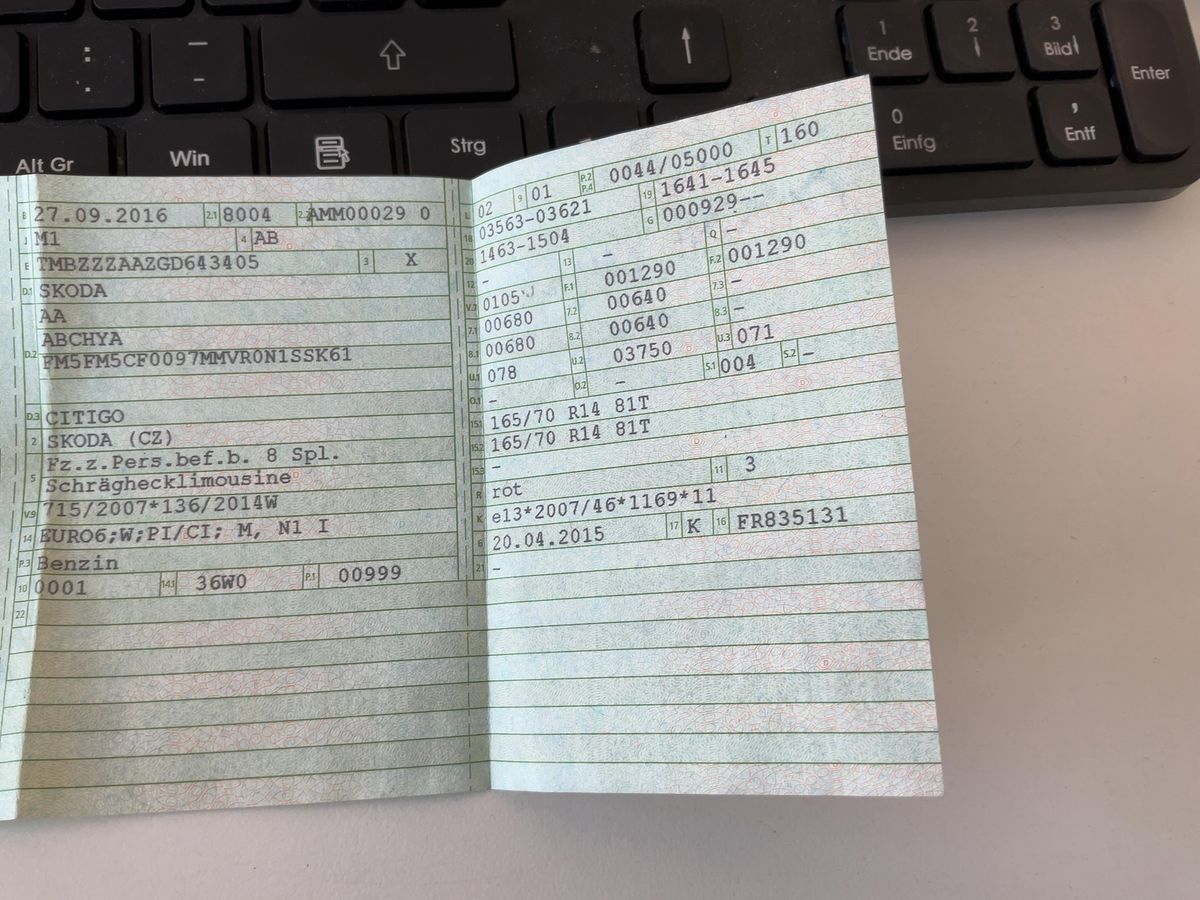 :
-
-
-
1
Ende
2
3
Bild
Enter
0
Einfg
,
Entf
Alt Gr
Win
Strg
B 27.09.2016 2.1 8004 2.2 AMM00029 0
J M1 4 AB
E TMBZZZAAZGD643405 3 X
D.1 SKODA
AA
ABCHYA
D.2 FM5FM5CF0097MMVR0N1SSK61
D.3 CITIGO
2 SKODA (CZ)
Fz.z.Pers.bef.b. 8 Spl.
5 Schräghecklimousine
V.9 715/2007*136/2014W
14 EURO6;W;PI/CI; M, N1 I
P.3 Benzin
10 0001 14.1 36W0 P.1 00999
22
L 02 9 01 P.2 P.4 0044/05000 T 160
18 03563-03621 19 1641-1645
20 1463-1504 G 000929--
12 - 13 - Q -
V.7 0105 F.1 001290 F.2 001290
7.1 00680 7.2 00640 7.3 -
8.1 00680 8.2 00640 8.3 -
U.1 078 U.2 03750 U.3 071
O.1 - O.2 - S.1 004 S.2 -
15.1 165/70 R14 81T
15.2 165/70 R14 81T
15.3 -
R rot 11 3
K e13*2007/46*1169*11
6 20.04.2015 17 K 16 FR835131
21 -